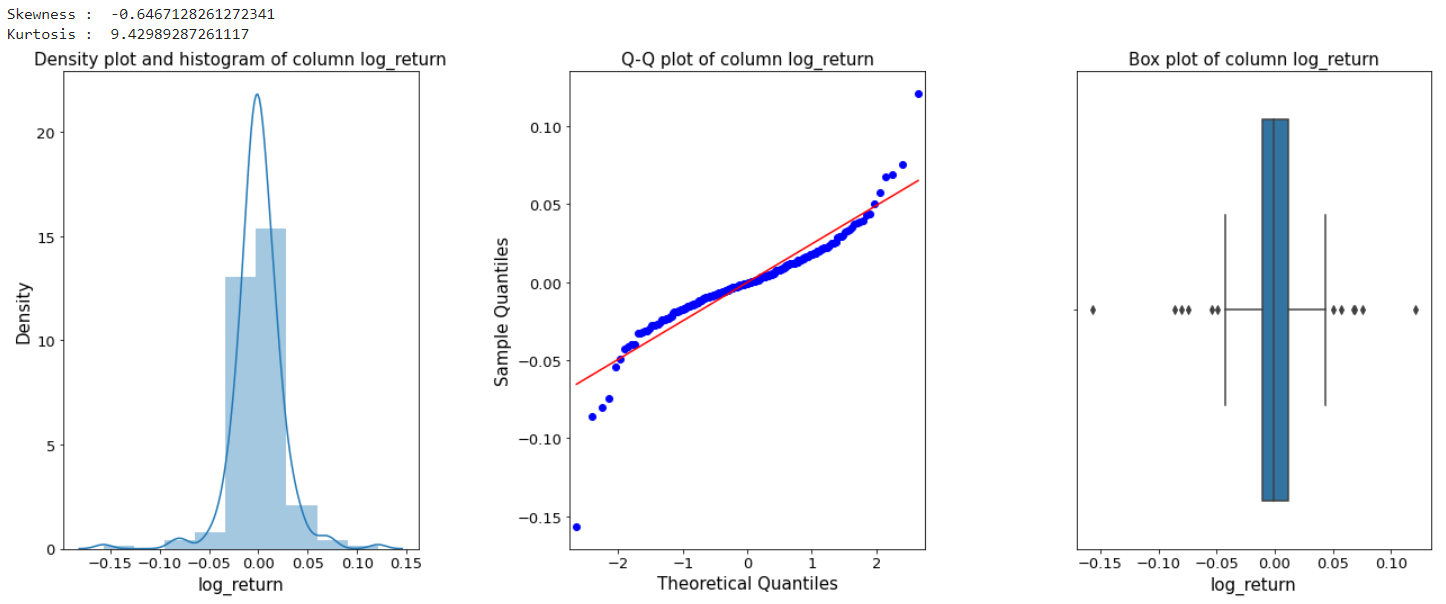 Skewness :  -0.6467128261272341
Kurtosis :  9.42989287261117
Density plot and histogram of column log_return
Density
20
15
10
5
0
−0.15 −0.10 −0.05 0.00 0.05 0.10 0.15
log_return
Q-Q plot of column log_return
Sample Quantiles
0.10
0.05
0.00
−0.05
−0.10
−0.15
−2 −1 0 1 2
Theoretical Quantiles
Box plot of column log_return
−0.15 −0.10 −0.05 0.00 0.05 0.10
log_return